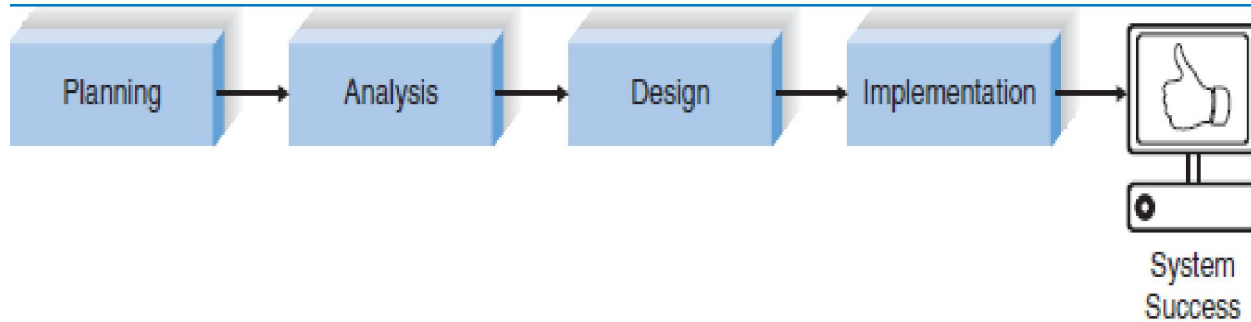 Planning
Analysis
Design
Implementation
System
Success